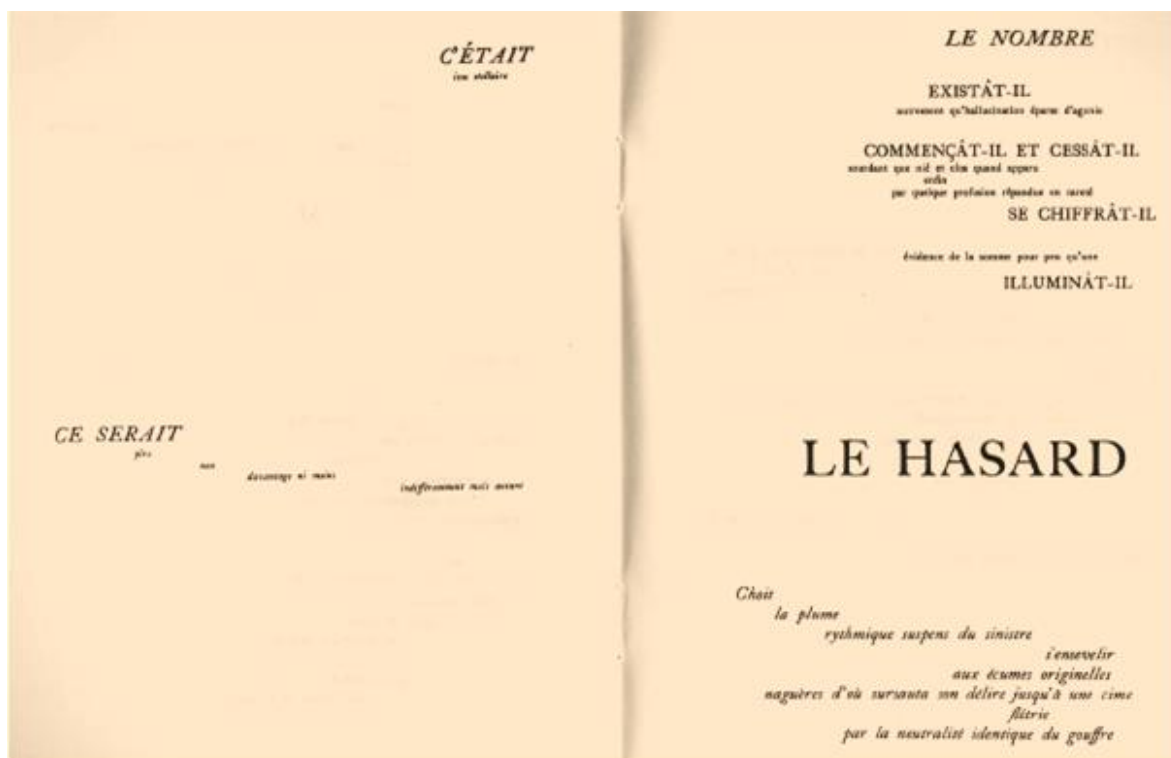 C'ÉTAIT
issu stellaire
CE SERAIT
pire
non
davantage ni moins
indifféremment mais autant
LE NOMBRE
EXISTÂT-IL
autrement qu'hallucination éparse d'agonie
COMMENÇÂT-IL ET CESSÂT-IL
sourdant que nié et clos quand apparu
enfin
par quelque profusion répandue en rareté
SE CHIFFRÂT-IL
évidence de la somme pour peu qu'une
ILLUMINÂT-IL
LE HASARD
Choit
la plume
rythmique suspens du sinistre
s'ensevelir
aux écumes originelles
naguères d'où sursauta son délire jusqu'à une cime
flétrie
par la neutralité identique du gouffre